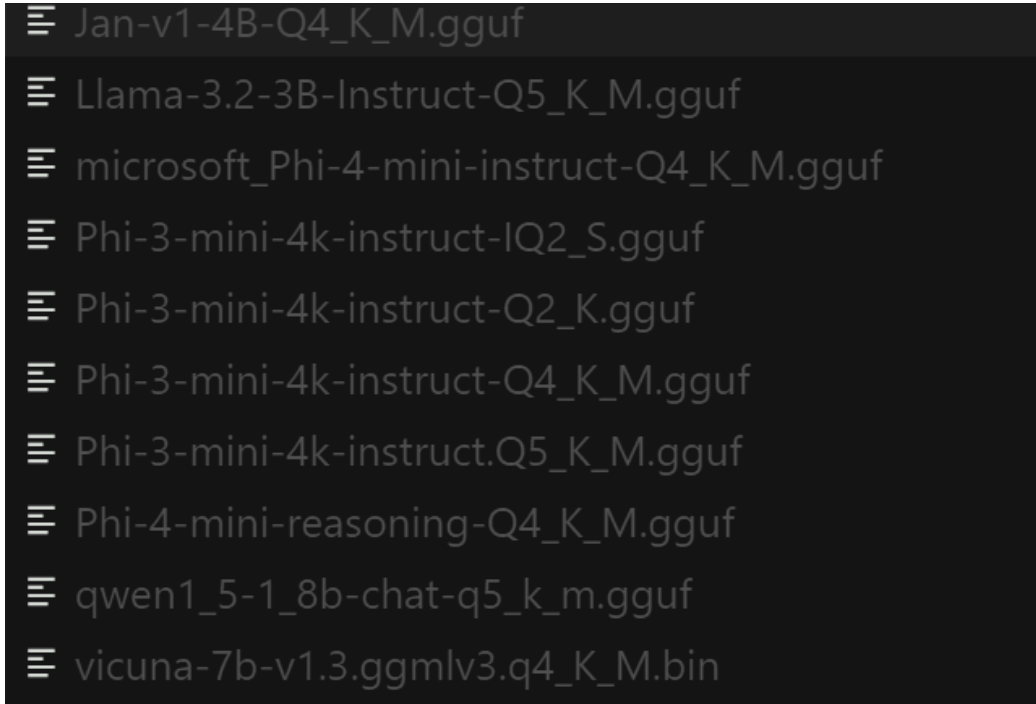 Jan-v1-4B-Q4_K_M.gguf
Llama-3.2-3B-Instruct-Q5_K_M.gguf
microsoft_Phi-4-mini-instruct-Q4_K_M.gguf
Phi-3-mini-4k-instruct-IQ2_S.gguf
Phi-3-mini-4k-instruct-Q2_K.gguf
Phi-3-mini-4k-instruct-Q4_K_M.gguf
Phi-3-mini-4k-instruct.Q5_K_M.gguf
Phi-4-mini-reasoning-Q4_K_M.gguf
qwen1_5-1_8b-chat-q5_k_m.gguf
vicuna-7b-v1.3.ggmlv3.q4_K_M.bin